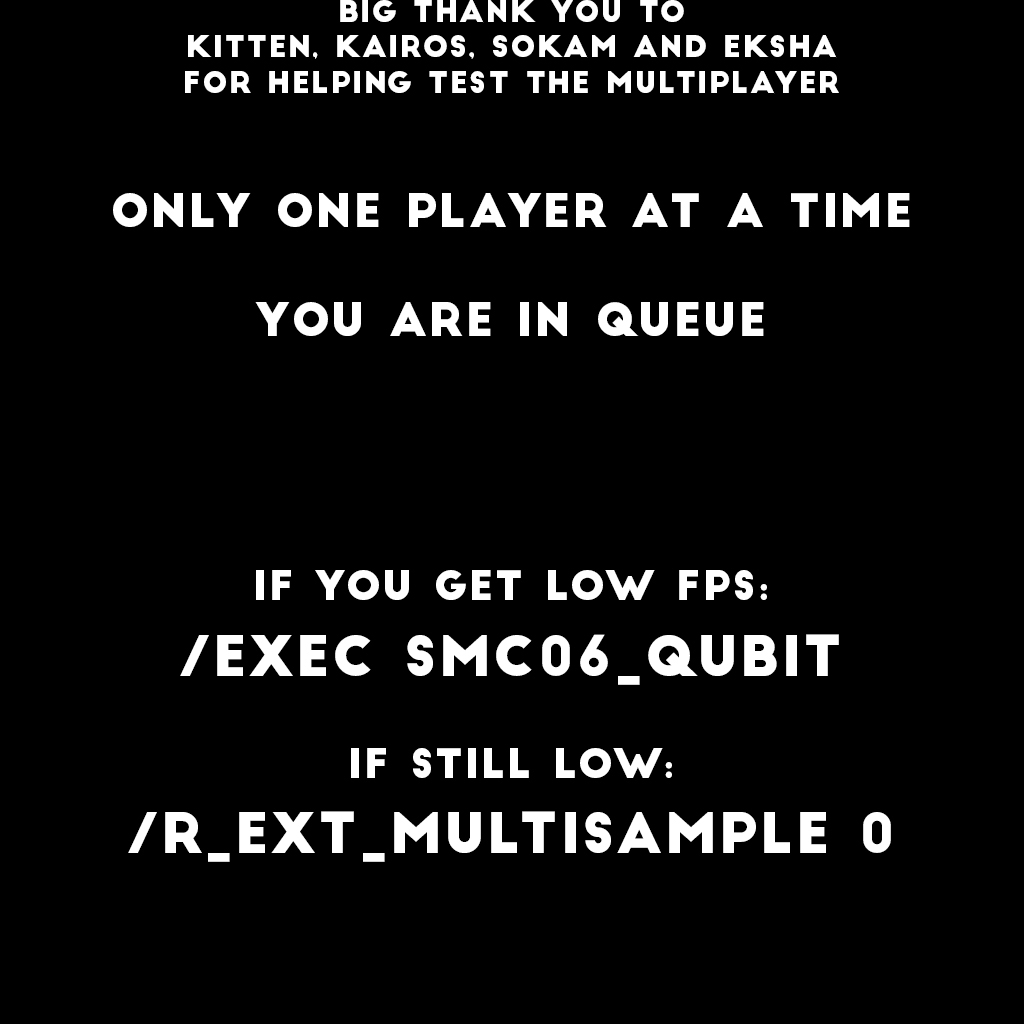 BIG THANK YOU TO
KITTEN, KAIROS, SOKAM AND EKSHA
FOR HELPING TEST THE MULTIPLAYER
ONLY ONE PLAYER AT A TIME
YOU ARE IN QUEUE
IF YOU GET LOW FPS:
/EXEC SMC06_QUBIT
IF STILL LOW:
/R_EXT_MULTISAMPLE 0